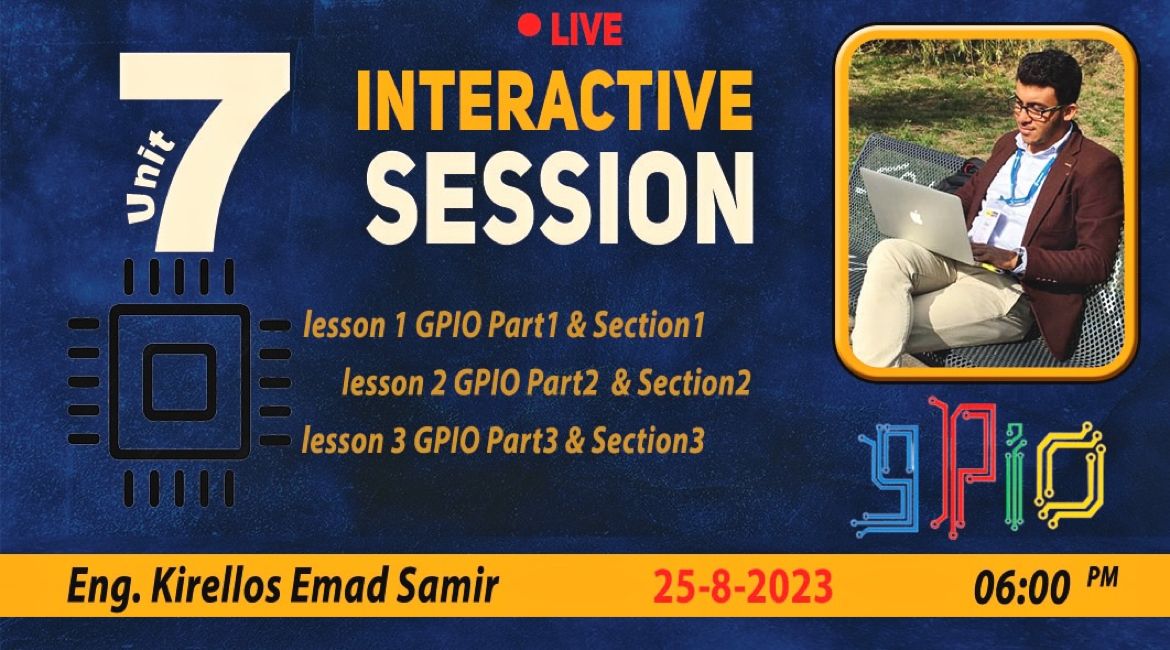 LIVE
Unit 7
INTERACTIVE
SESSION
lesson 1 GPIO Part1 & Section1
lesson 2 GPIO Part2 & Section2
lesson 3 GPIO Part3 & Section3
gPiO
Eng. Kirellos Emad Samir
25-8-2023
06:00 PM